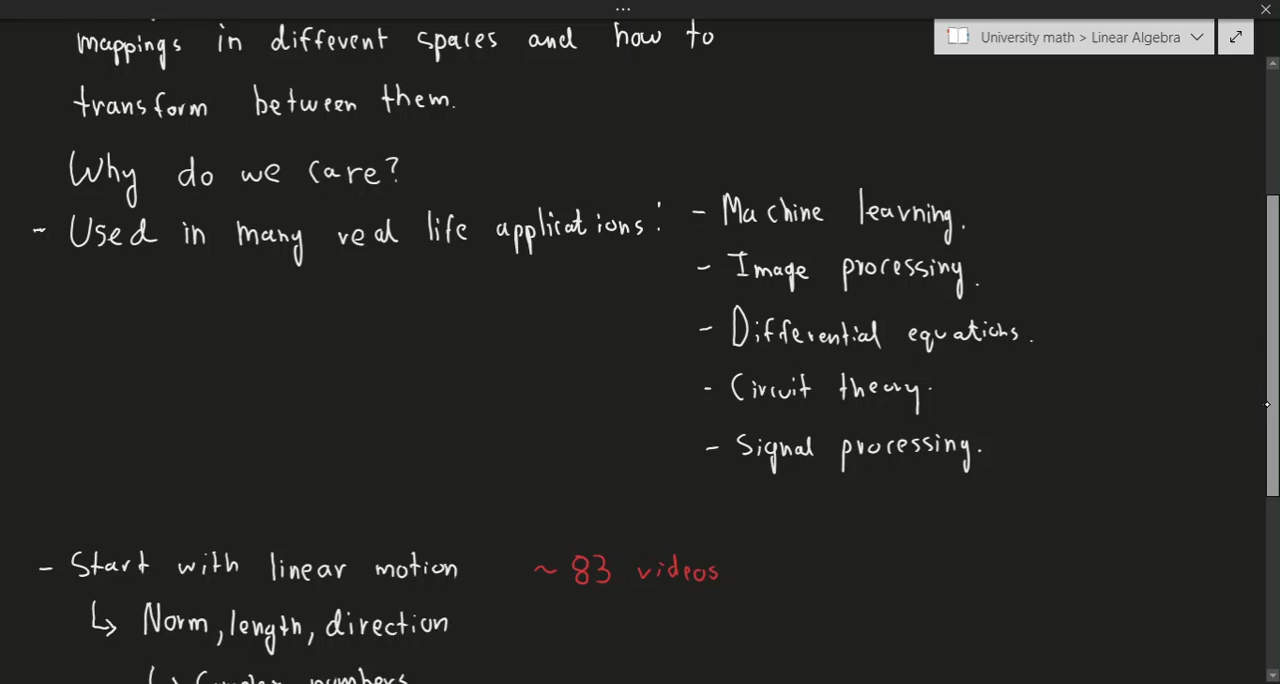 ...
mappings in different spaces and how to
University math > Linear Algebra
transform between them.
Why do we care?
- Used in many real life applications:
- Machine learning.
- Image processing.
- Differential equations.
- Circuit theory.
- Signal processing.
- Start with linear motion ~ 83 videos
↳ Norm, length, direction
↳ Complex numbers